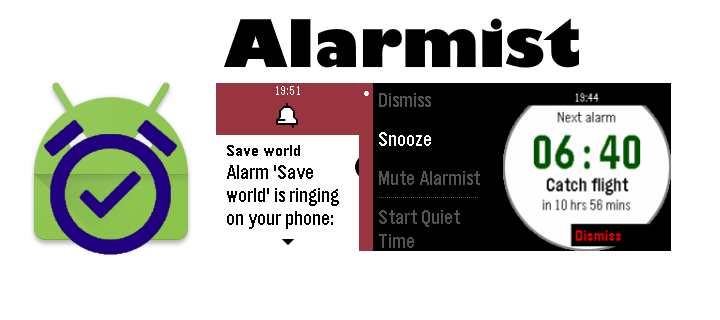 Alarmist
19:51
Save world
Alarm 'Save
world' is ringing
on your phone:
Dismiss
Snooze
Mute Alarmist
Start Quiet
Time
19:44
Next alarm
06:40
Catch flight
in 10 hrs 56 mins
Dismiss